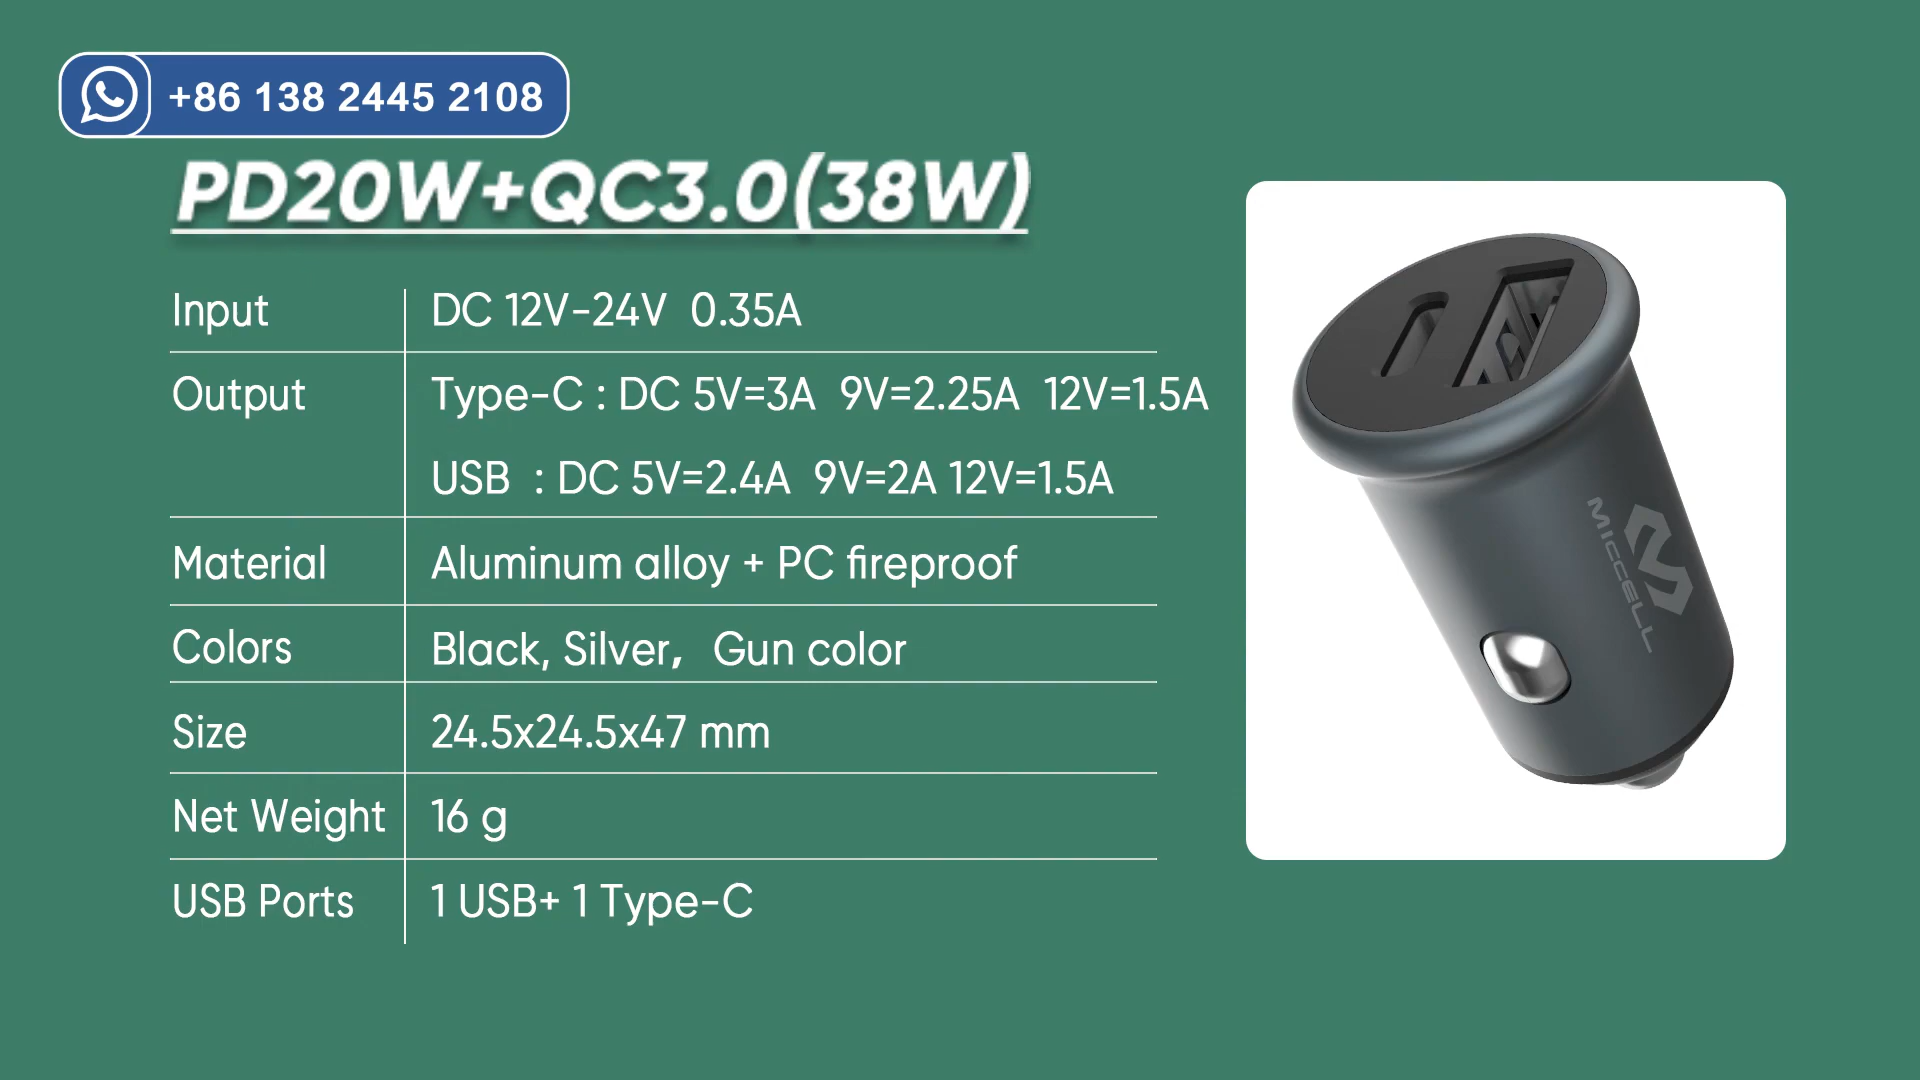 +86 138 2445 2108
PD20W+QC3.0(38W)
Input DC 12V-24V 0.35A
Output Type-C : DC 5V=3A 9V=2.25A 12V=1.5A
USB : DC 5V=2.4A 9V=2A 12V=1.5A
Material Aluminum alloy + PC fireproof
Colors Black, Silver, Gun color
Size 24.5x24.5x47 mm
Net Weight 16 g
USB Ports 1 USB+ 1 Type-C
MICCELL